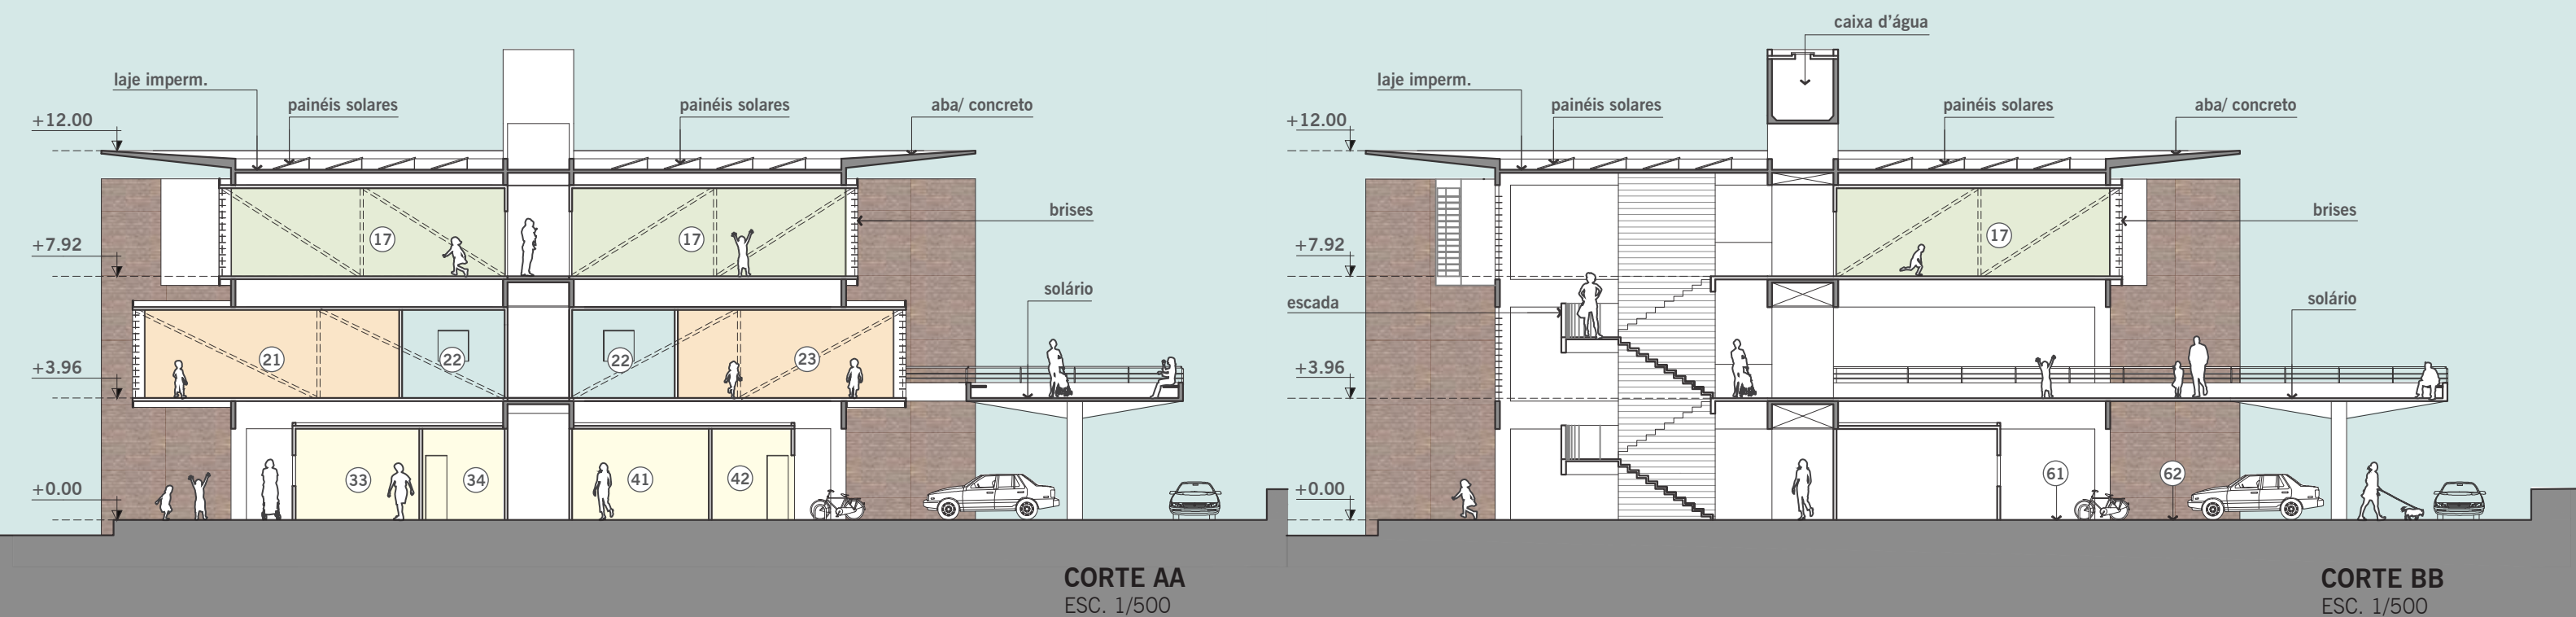 laje imperm.
painéis solares
painéis solares
aba/ concreto
+12.00
brises
17
17
+7.92
solário
21
22
22
23
+3.96
33
34
41
42
+0.00
CORTE AA
ESC. 1/500
caixa d'água
laje imperm.
painéis solares
painéis solares
aba/ concreto
+12.00
brises
17
+7.92
escada
solário
+3.96
61
62
+0.00
CORTE BB
ESC. 1/500